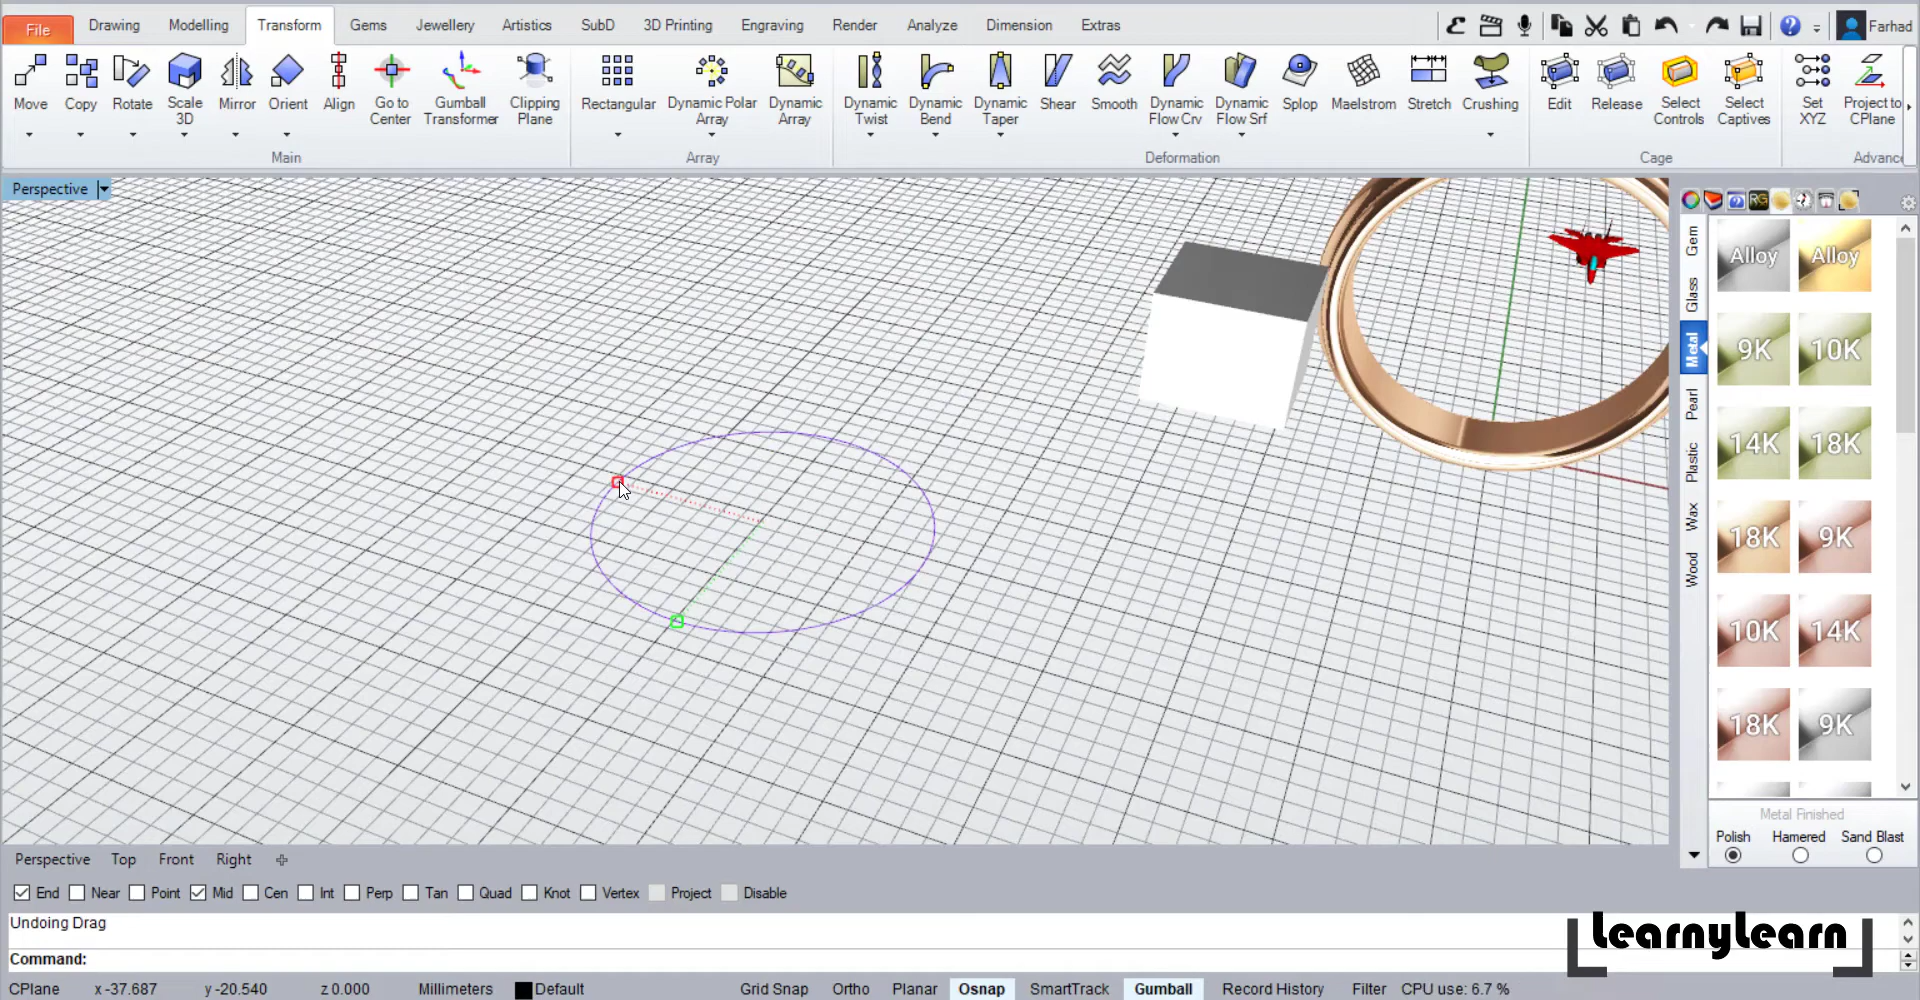 File Drawing Modelling Transform Gems Jewellery Artistics SubD 3D Printing Engraving Render Analyze Dimension Extras Farhad
Move Copy Rotate Scale 3D Mirror Orient Align Go to Center Gumball Transformer Clipping Plane Rectangular Dynamic Polar Array Dynamic Array Dynamic Twist Dynamic Bend Dynamic Taper Shear Smooth Dynamic Flow Crv Dynamic Flow Srf Splop Maelstrom Stretch Crushing Edit Release Select Controls Select Captives Set XYZ Project to CPlane
Main Array Deformation Cage Advanc
Perspective
RG
Gem
Glass
Metal
Pearl
Plastic
Wax
Wood
Alloy Alloy
9K 10K
14K 18K
18K 9K
10K 14K
18K 9K
Metal Finished
Polish Hamered Sand Blast
Perspective Top Front Right
End Near Point Mid Cen Int Perp Tan Quad Knot Vertex Project Disable
Undoing Drag
Command:
LearnyLearn
CPlane x -37.687 y -20.540 z 0.000 Millimeters Default Grid Snap Ortho Planar Osnap SmartTrack Gumball Record History Filter CPU use: 6.7 %